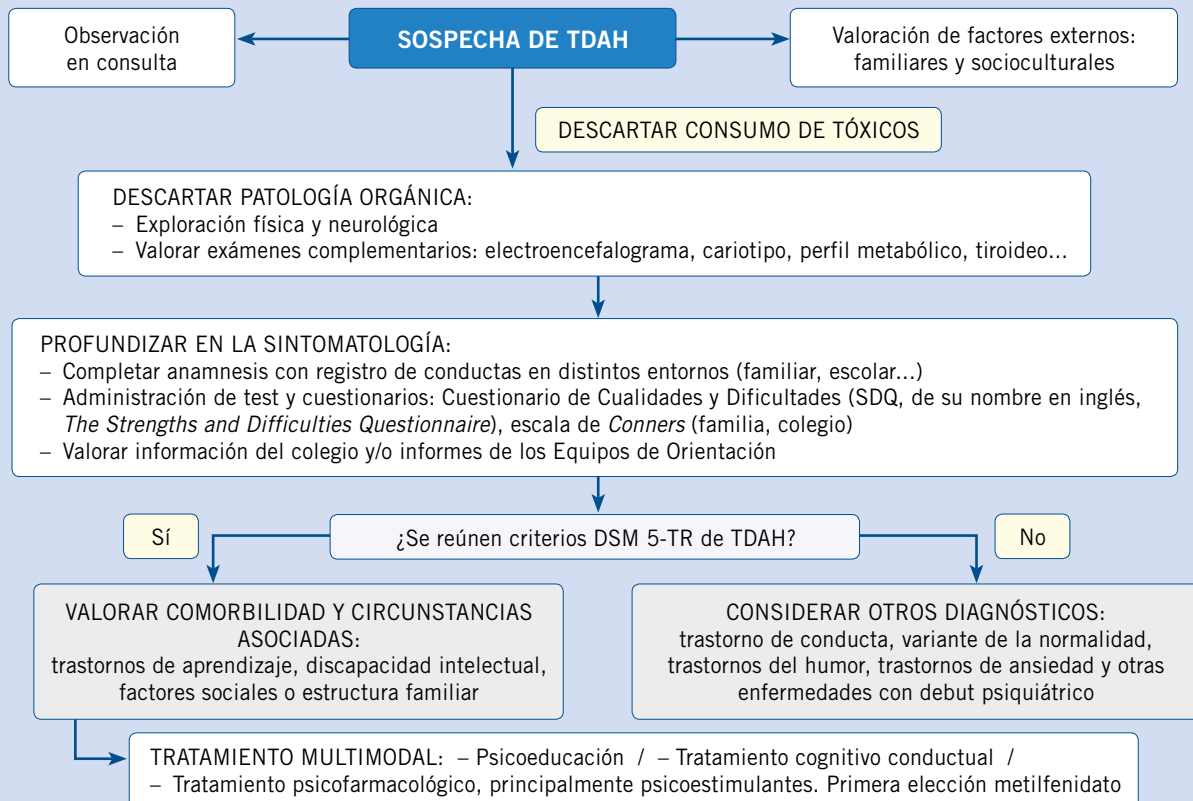 Observación
en consulta
SOSPECHA DE TDAH
Valoración de factores externos:
familiares y socioculturales
DESCARTAR CONSUMO DE TÓXICOS
DESCARTAR PATOLOGÍA ORGÁNICA:
– Exploración física y neurológica
– Valorar exámenes complementarios: electroencefalograma, cariotipo, perfil metabólico, tiroideo...
PROFUNDIZAR EN LA SINTOMATOLOGÍA:
– Completar anamnesis con registro de conductas en distintos entornos (familiar, escolar...)
– Administración de test y cuestionarios: Cuestionario de Cualidades y Dificultades (SDQ, de su nombre en inglés,
The Strengths and Difficulties Questionnaire), escala de Conners (familia, colegio)
– Valorar información del colegio y/o informes de los Equipos de Orientación
Sí
¿Se reúnen criterios DSM 5-TR de TDAH?
No
VALORAR COMORBILIDAD Y CIRCUNSTANCIAS
ASOCIADAS:
trastornos de aprendizaje, discapacidad intelectual,
factores sociales o estructura familiar
CONSIDERAR OTROS DIAGNÓSTICOS:
trastorno de conducta, variante de la normalidad,
trastornos del humor, trastornos de ansiedad y otras
enfermedades con debut psiquiátrico
TRATAMIENTO MULTIMODAL: – Psicoeducación / – Tratamiento cognitivo conductual /
– Tratamiento psicofarmacológico, principalmente psicoestimulantes. Primera elección metilfenidato